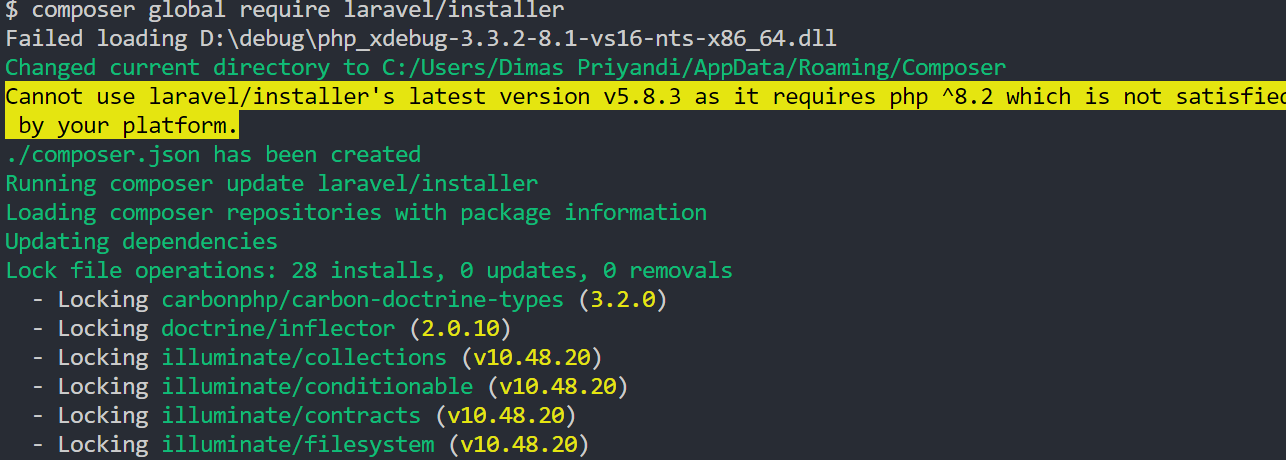 $ composer global require laravel/installer
Failed loading D:\debug\php_xdebug-3.3.2-8.1-vs16-nts-x86_64.dll
Changed current directory to C:/Users/Dimas Priyandi/AppData/Roaming/Composer
Cannot use laravel/installer's latest version v5.8.3 as it requires php ^8.2 which is not satisfied
by your platform.
./composer.json has been created
Running composer update laravel/installer
Loading composer repositories with package information
Updating dependencies
Lock file operations: 28 installs, 0 updates, 0 removals
- Locking carbonphp/carbon-doctrine-types (3.2.0)
- Locking doctrine/inflector (2.0.10)
- Locking illuminate/collections (v10.48.20)
- Locking illuminate/conditionable (v10.48.20)
- Locking illuminate/contracts (v10.48.20)
- Locking illuminate/filesystem (v10.48.20)